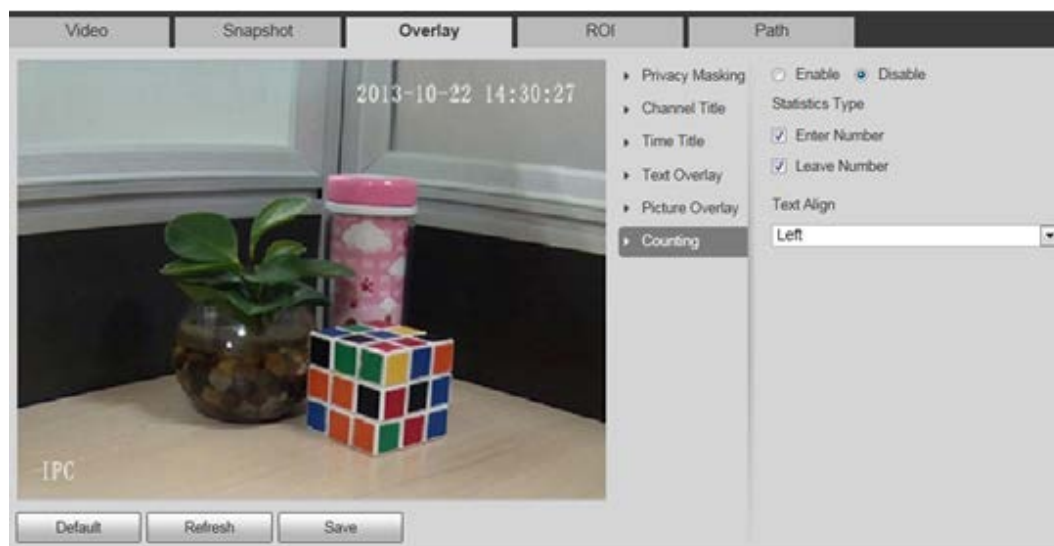 Video
Snapshot
Overlay
ROI
Path
2013-10-22 14:30:27
IPC
Privacy Masking
Channel Title
Time Title
Text Overlay
Picture Overlay
Counting
Enable Disable
Statistics Type
Enter Number
Leave Number
Text Align
Left
Default
Refresh
Save